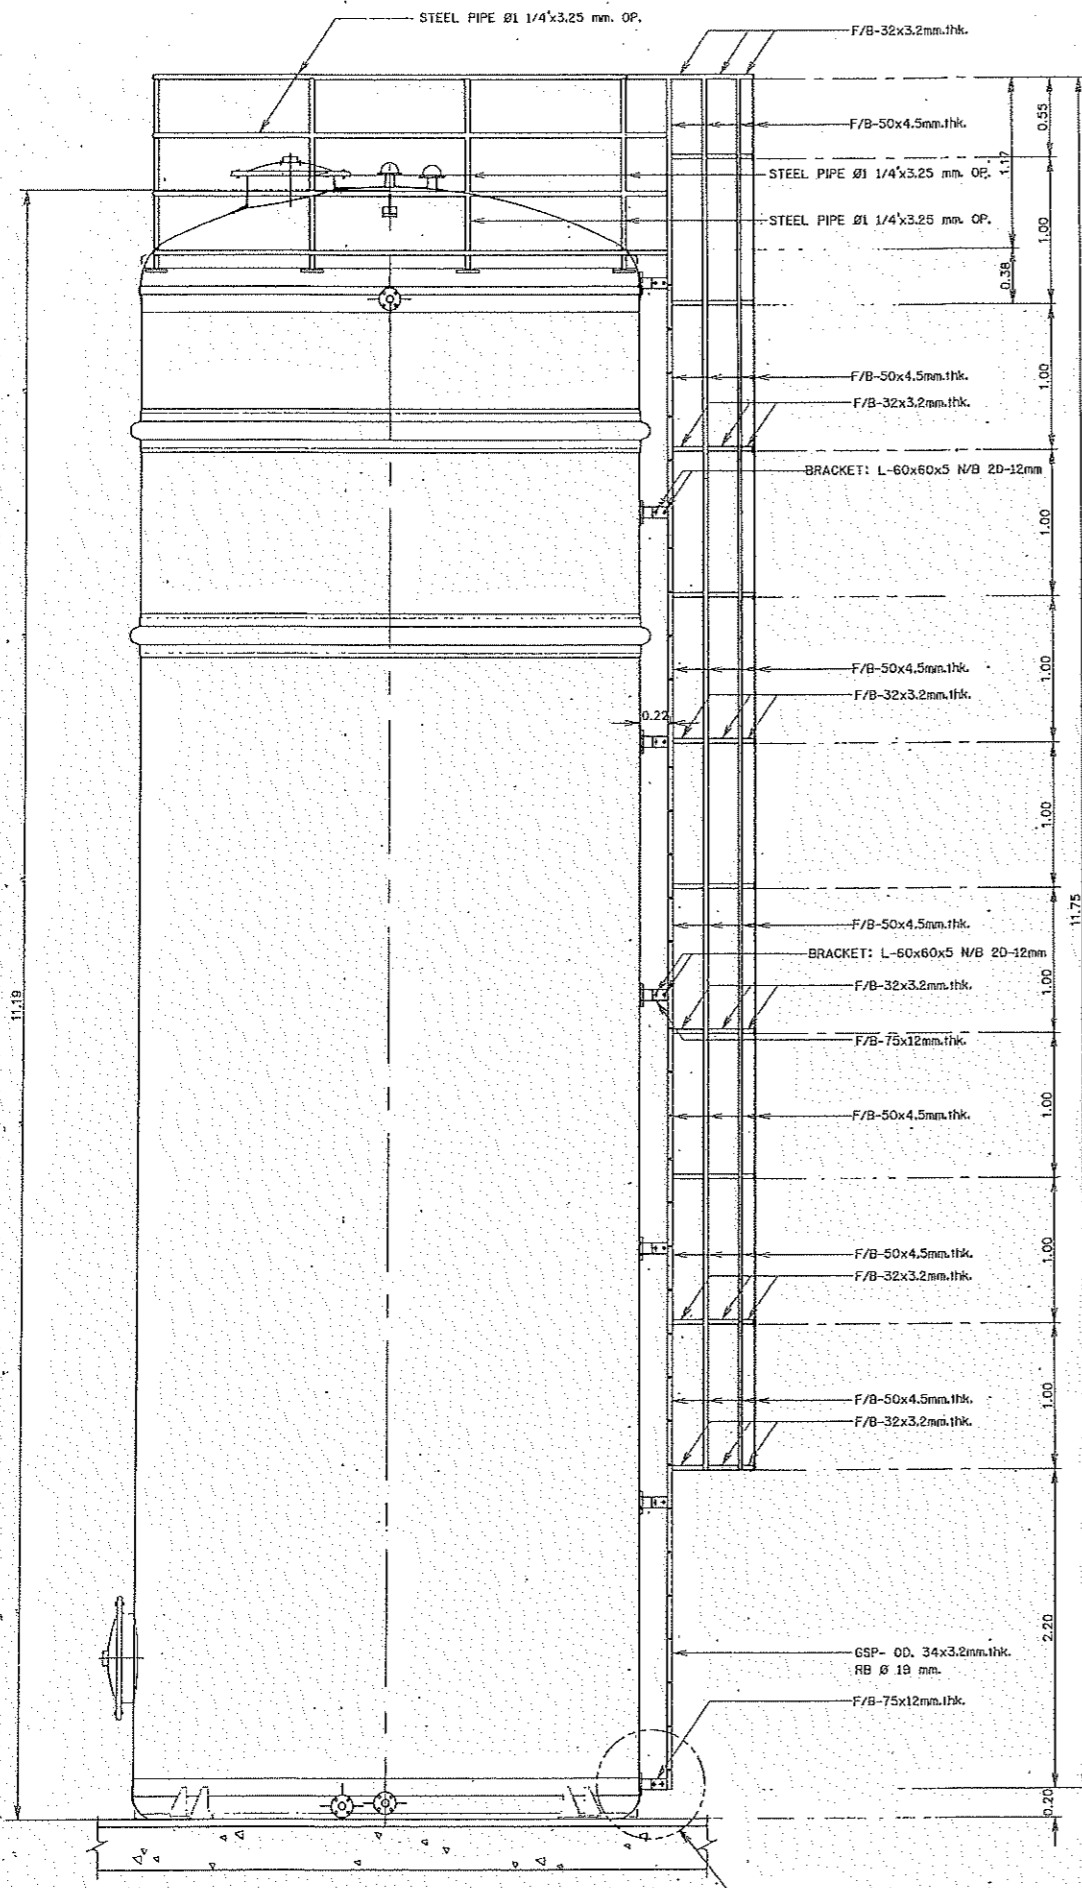 STEEL PIPE Ø1 1/4"x3.25 mm. OP.
F/B-32x3.2mm.thk.
F/B-50x4.5mm.thk.
0.55
STEEL PIPE Ø1 1/4"x3.25 mm. OP.
1.17
STEEL PIPE Ø1 1/4"x3.25 mm. OP.
1.00
0.38
1.00
F/B-50x4.5mm.thk.
F/B-32x3.2mm.thk.
BRACKET: L-60x60x5 N/B 2D-12mm
1.00
F/B-50x4.5mm.thk.
1.00
F/B-32x3.2mm.thk.
0.22
1.00
11.75
F/B-50x4.5mm.thk.
BRACKET: L-60x60x5 N/B 2D-12mm
1.00
F/B-32x3.2mm.thk.
11.19
F/B-75x12mm.thk.
1.00
F/B-50x4.5mm.thk.
F/B-50x4.5mm.thk.
1.00
F/B-32x3.2mm.thk.
1.00
F/B-50x4.5mm.thk.
F/B-32x3.2mm.thk.
2.20
GSP- OD. 34x3.2mm.thk.
RB Ø 19 mm.
F/B-75x12mm.thk.
0.20